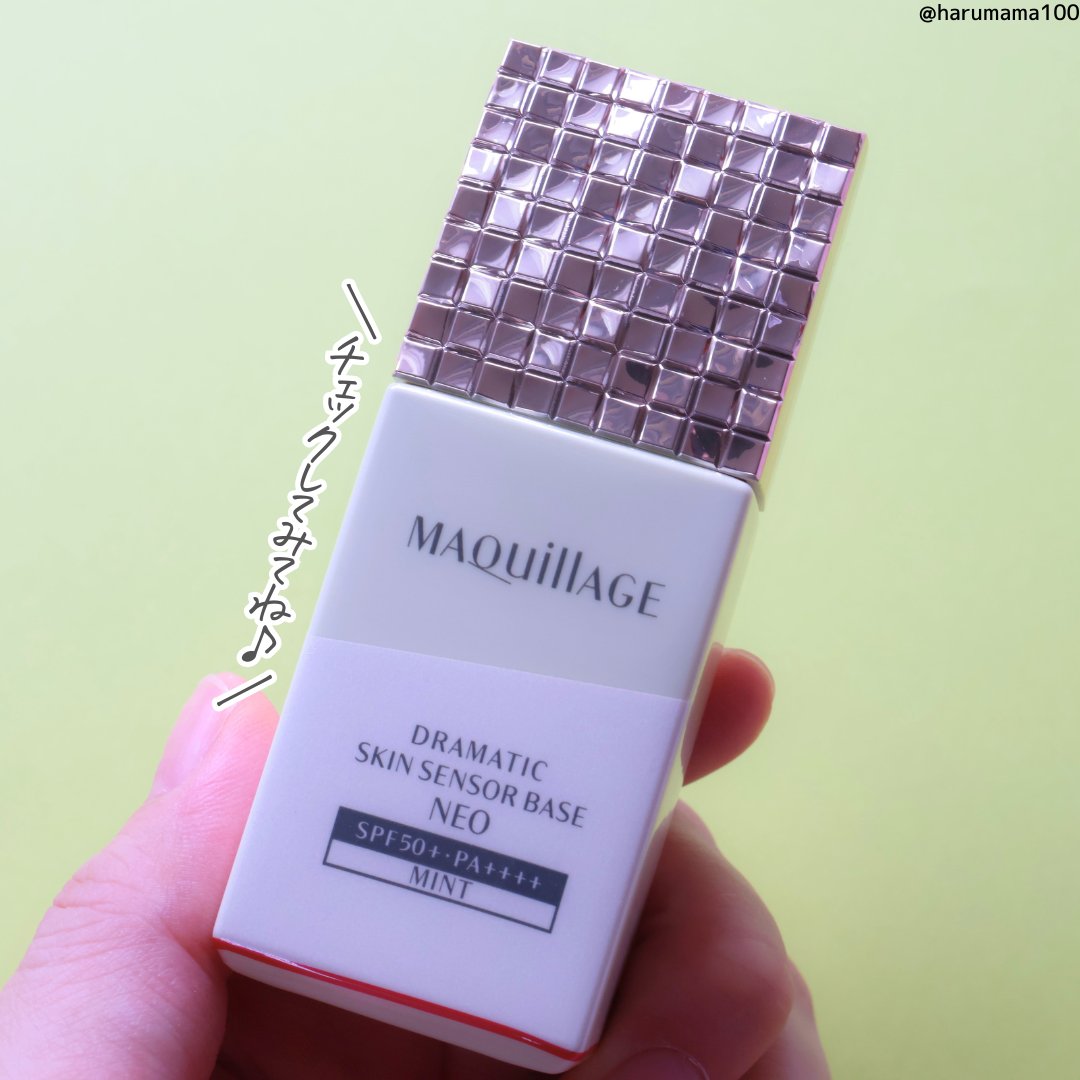 @harumama100
チェックしてみてね♪
MAQuillAGE
DRAMATIC
SKIN SENSOR BASE
NEO
SPF50+・PA++++
MINT